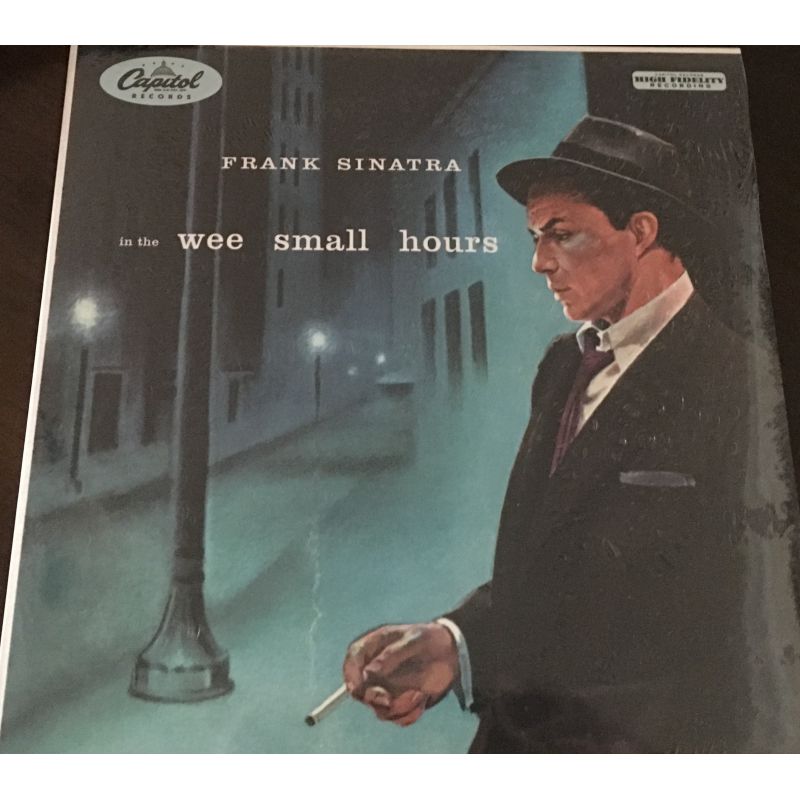 Capitol
RECORDS
HIGH FIDELITY
RECORDING
FRANK SINATRA
in the wee small hours